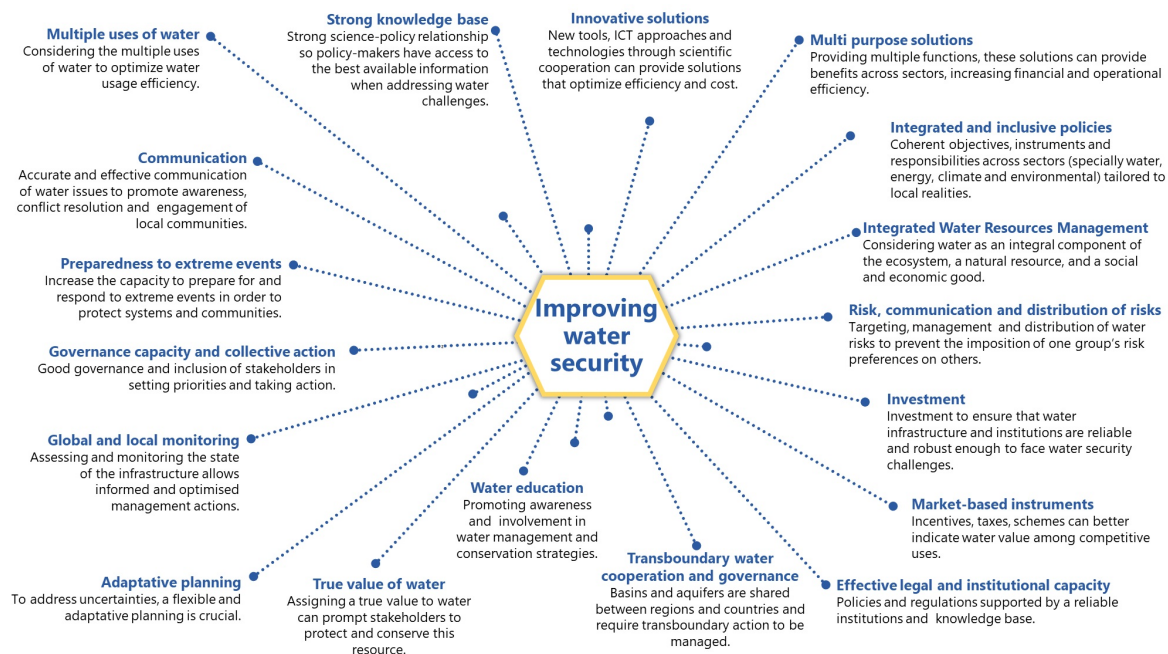 Multiple uses of water
Considering the multiple uses
of water to optimize water
usage efficiency.
Strong knowledge base
Strong science-policy relationship
so policy-makers have access to
the best available information
when addressing water
challenges.
Innovative solutions
New tools, ICT approaches and
technologies through scientific
cooperation can provide solutions
that optimize efficiency and cost.
Multi purpose solutions
Providing multiple functions, these solutions can provide
benefits across sectors, increasing financial and operational
efficiency.
Communication
Accurate and effective communication
of water issues to promote awareness,
conflict resolution and engagement of
local communities.
Integrated and inclusive policies
Coherent objectives, instruments and
responsibilities across sectors (specially water,
energy, climate and environmental) tailored to
local realities.
Preparedness to extreme events
Increase the capacity to prepare for and
respond to extreme events in order to
protect systems and communities.
Integrated Water Resources Management
Considering water as an integral component of
the ecosystem, a natural resource, and a social
and economic good.
Improving
water
security
Governance capacity and collective action
Good governance and inclusion of stakeholders in
setting priorities and taking action.
Risk, communication and distribution of risks
Targeting, management and distribution of water
risks to prevent the imposition of one group's risk
preferences on others.
Global and local monitoring
Assessing and monitoring the state
of the infrastructure allows
informed and optimised
management actions.
Investment
Investment to ensure that water
infrastructure and institutions are reliable
and robust enough to face water security
challenges.
Water education
Promoting awareness
and involvement in
water management and
conservation strategies.
Market-based instruments
Incentives, taxes, schemes can better
indicate water value among competitive
uses.
Adaptative planning
To address uncertainties, a flexible and
adaptative planning is crucial.
True value of water
Assigning a true value to water
can prompt stakeholders to
protect and conserve this
resource.
Transboundary water
cooperation and governance
Basins and aquifers are shared
between regions and countries and
require transboundary action to be
managed.
Effective legal and institutional capacity
Policies and regulations supported by a reliable
institutions and knowledge base.